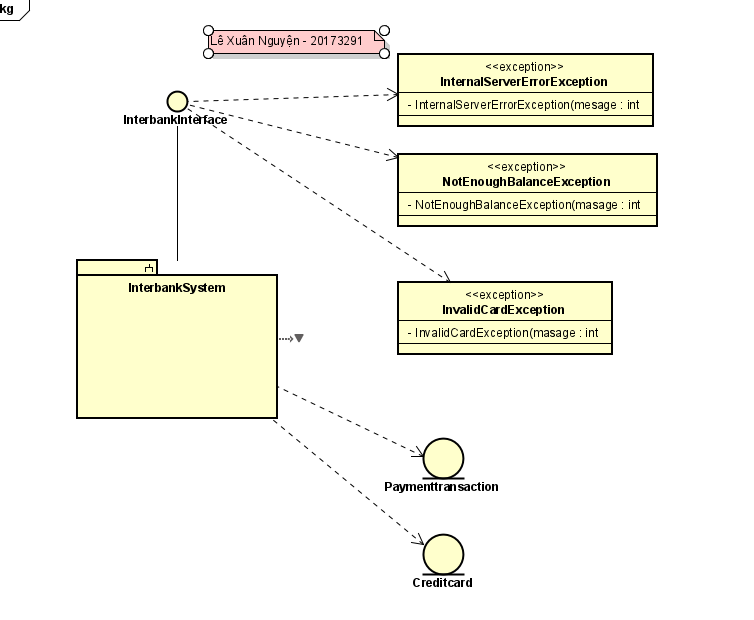 kg
Lê Xuân Nguyện - 20173291
<<exception>>
InternalServerErrorException
- InternalServerErrorException(mesage : int
InterbankInterface
<<exception>>
NotEnoughBalanceException
- NotEnoughBalanceException(masage : int
InterbankSystem
<<exception>>
InvalidCardException
- InvalidCardException(masage : int
Paymenttransaction
Creditcard